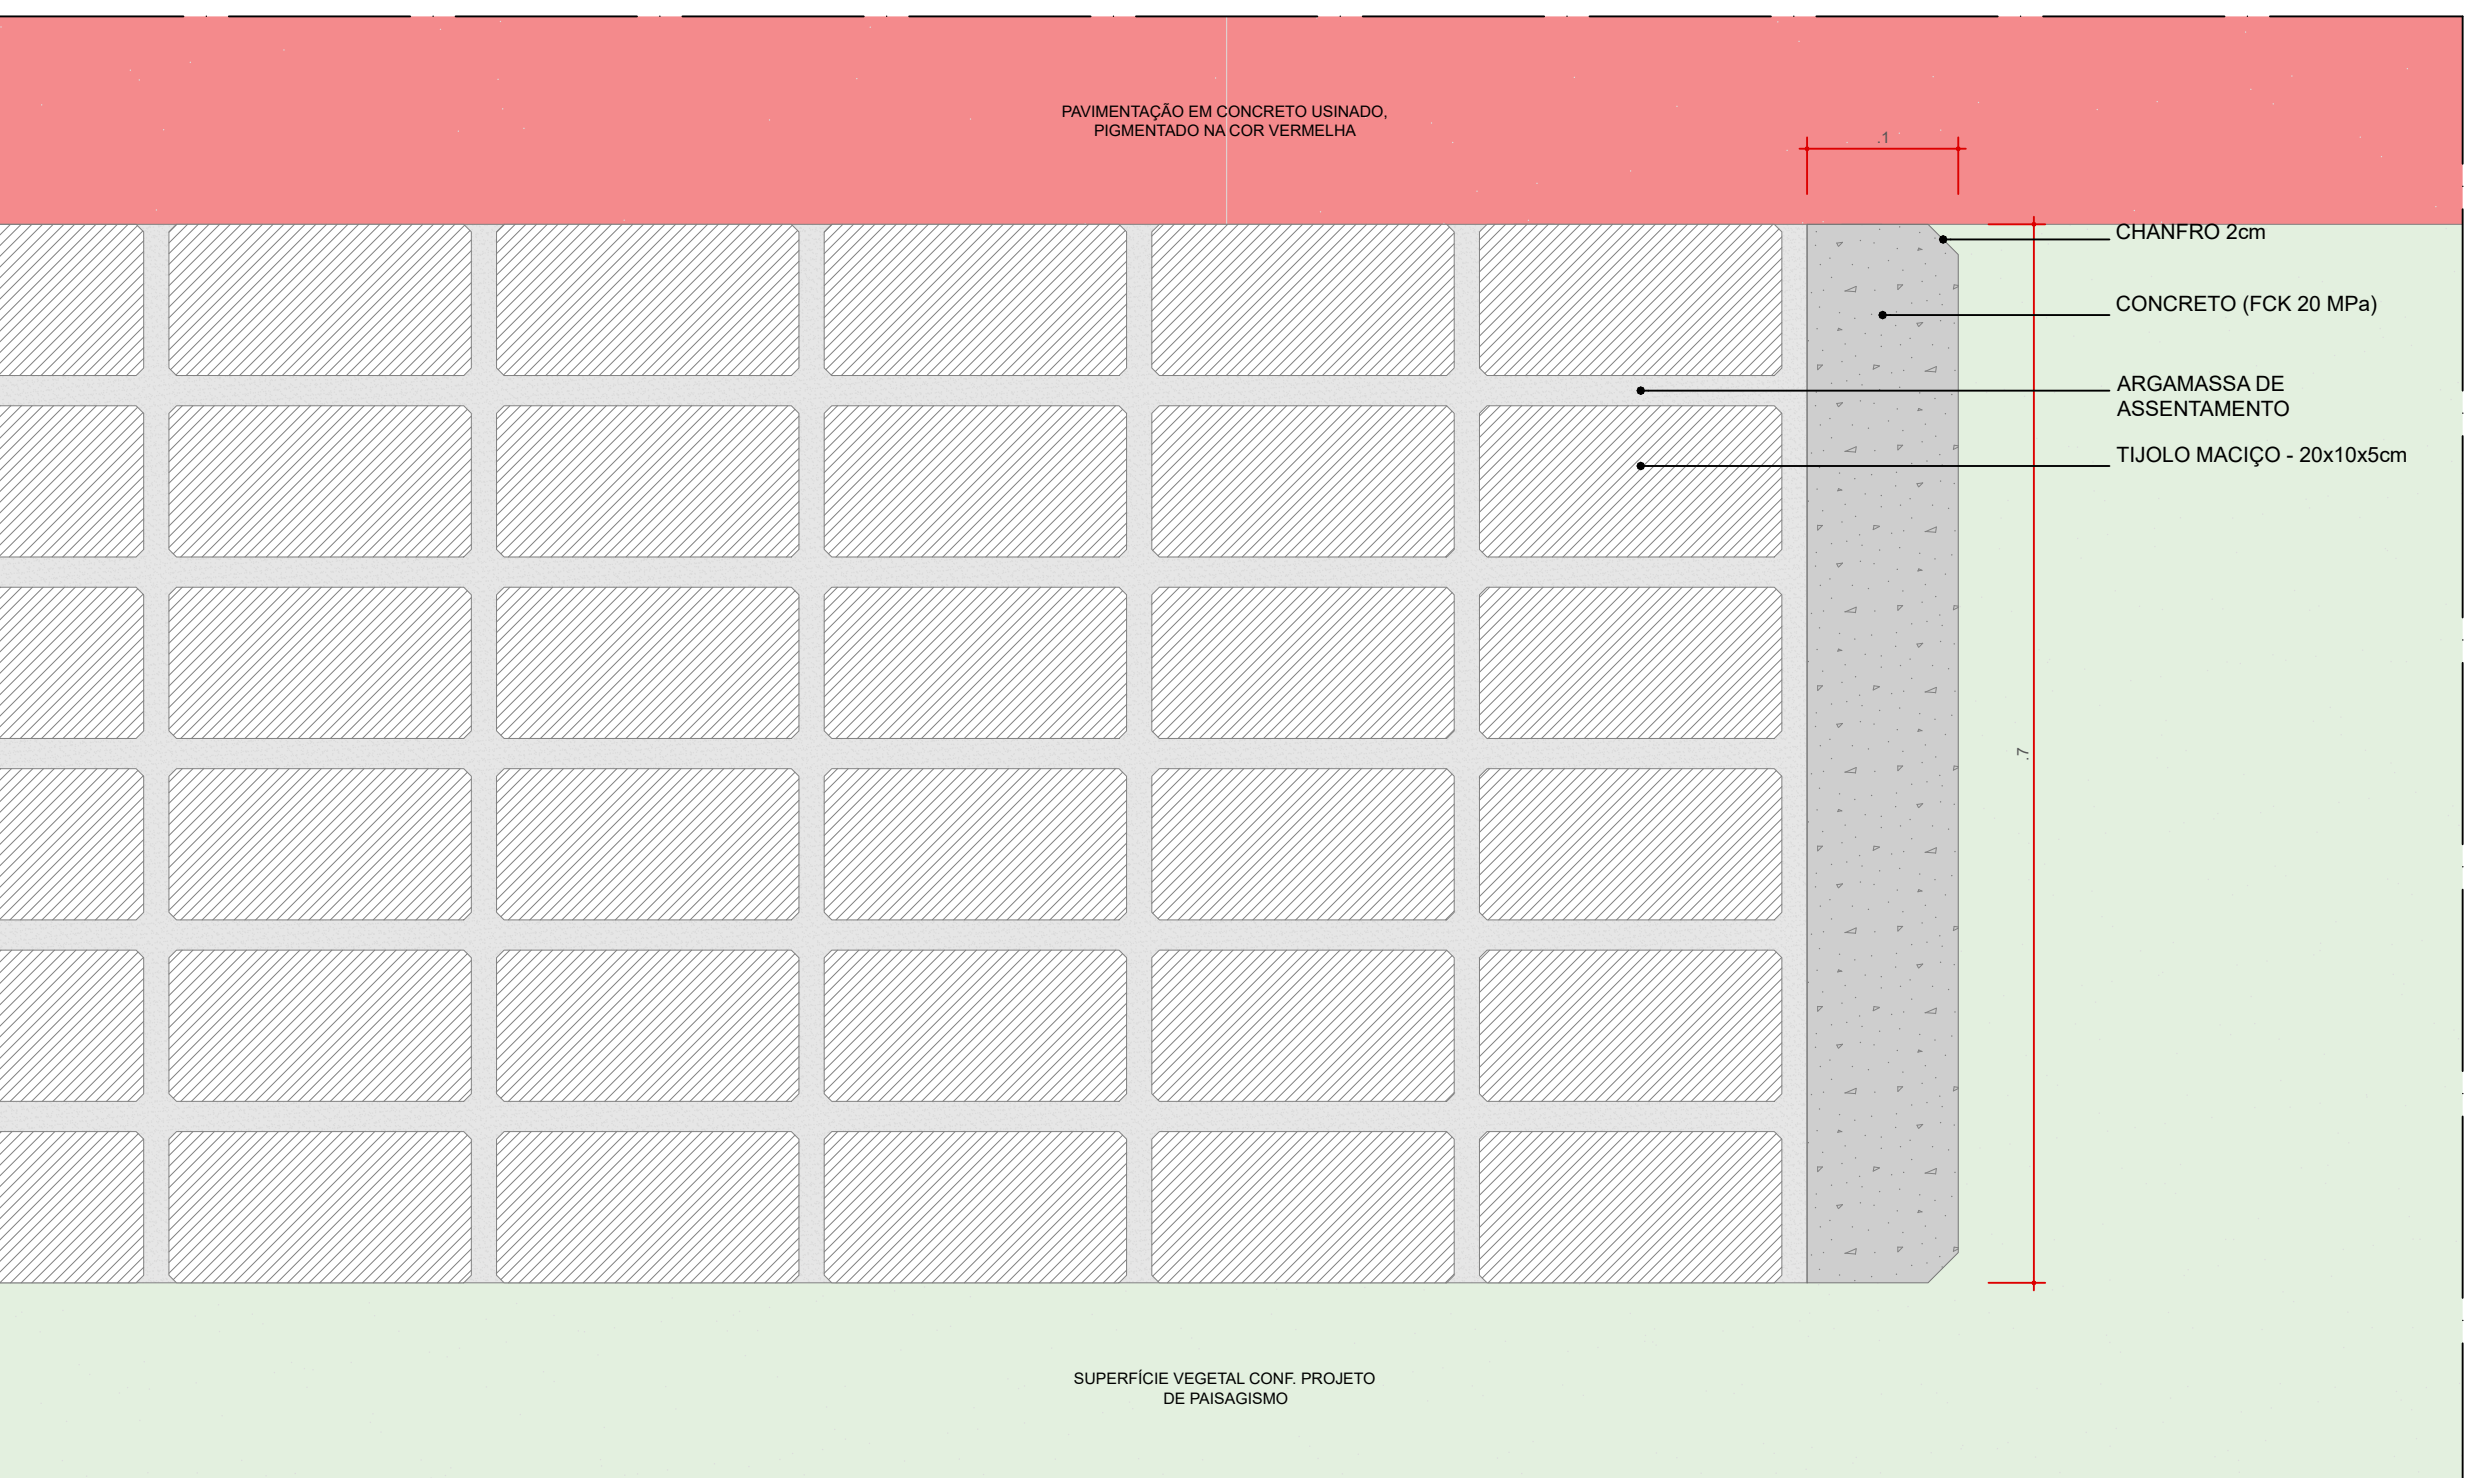 PAVIMENTAÇÃO EM CONCRETO USINADO,
PIGMENTADO NA COR VERMELHA
.1
CHANFRO 2cm
CONCRETO (FCK 20 MPa)
ARGAMASSA DE
ASSENTAMENTO
TIJOLO MACIÇO - 20x10x5cm
.7
SUPERFÍCIE VEGETAL CONF. PROJETO
DE PAISAGISMO